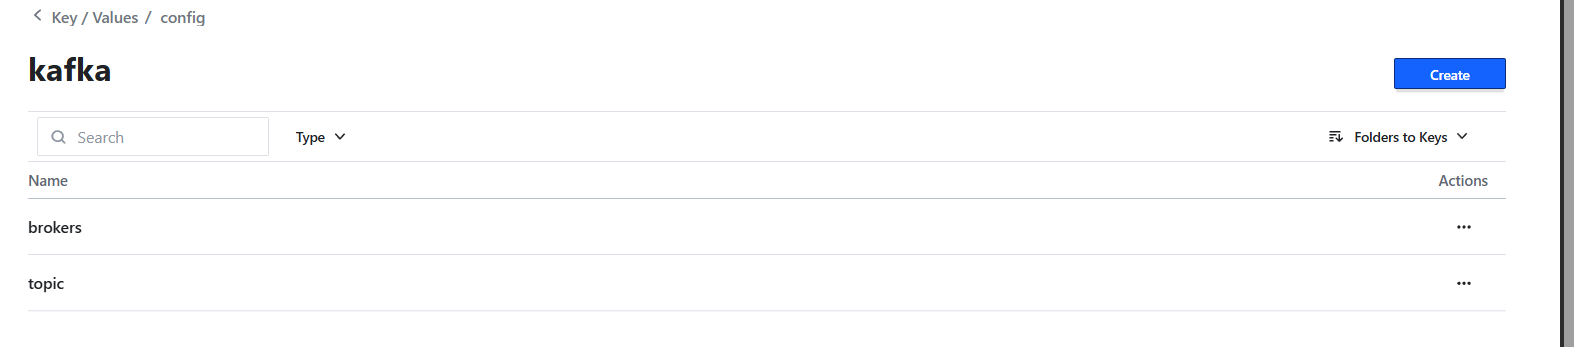 Key / Values / config
kafka
Create
Search
Type
Folders to Keys
Name
Actions
brokers
topic